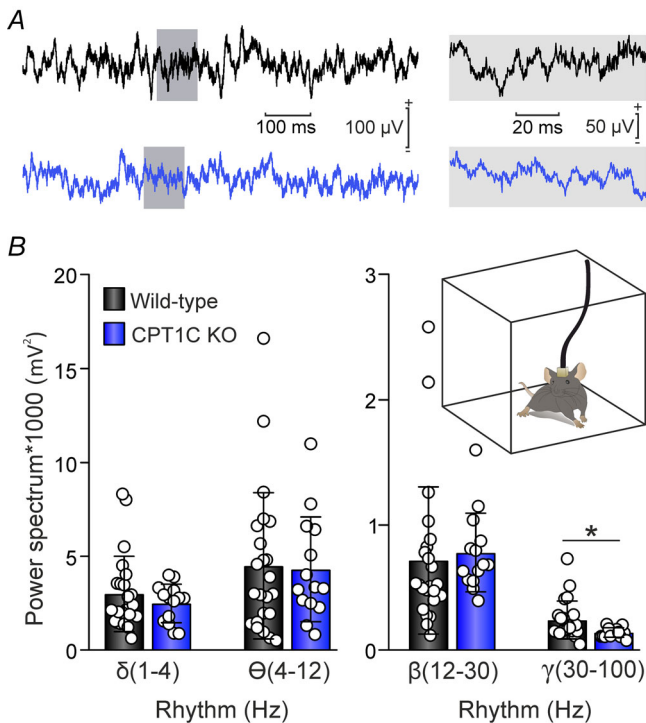 A
100 ms
100 µV
+
-
20 ms
50 µV
+
-
B
Power spectrum*1000 (mV²)
20
15
10
5
0
Wild-type
CPT1C KO
δ(1-4)
Θ(4-12)
Rhythm (Hz)
3
2
1
0
*
β(12-30)
γ(30-100)
Rhythm (Hz)